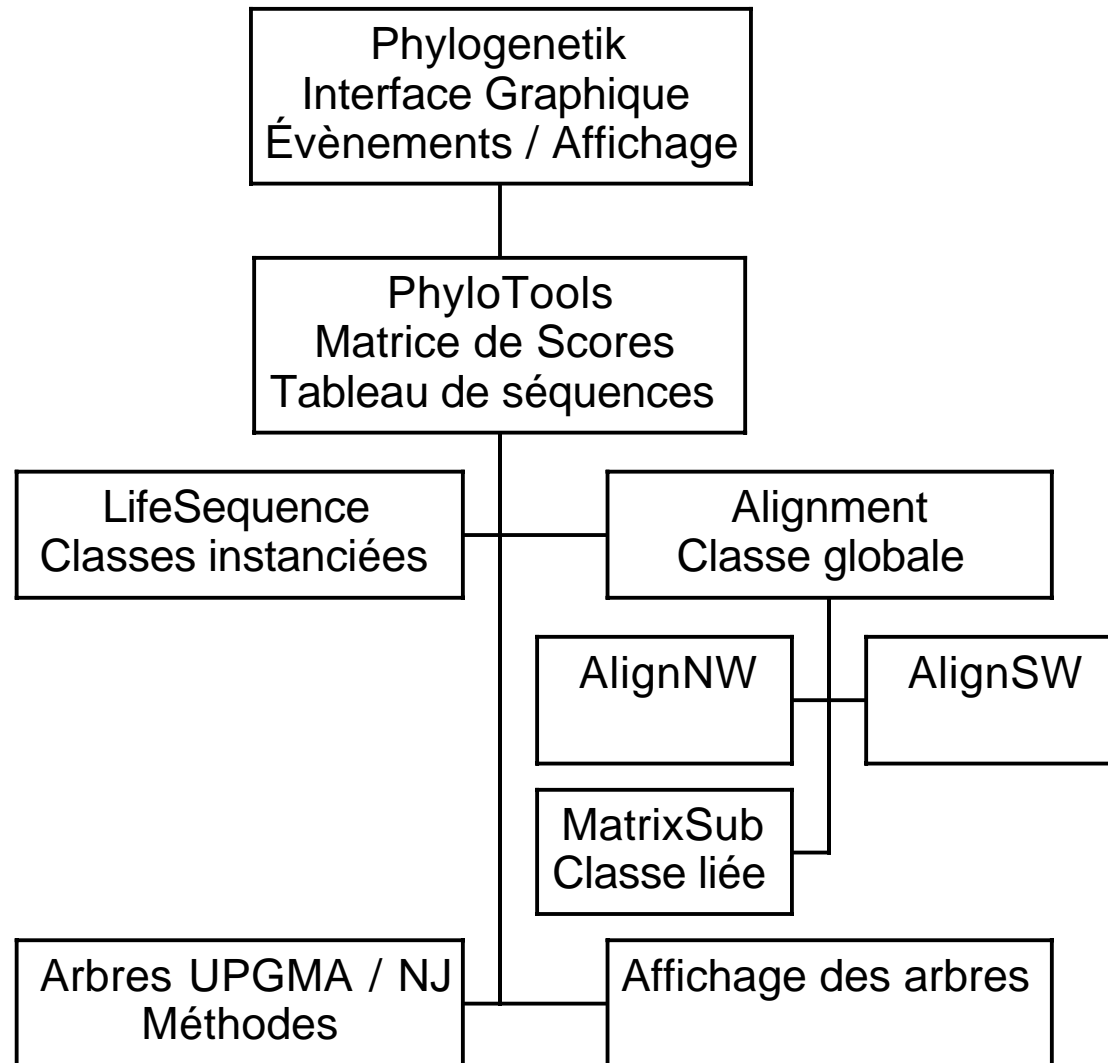 Phylogenetik
Interface Graphique
Évènements / Affichage
PhyloTools
Matrice de Scores
Tableau de séquences
LifeSequence
Classes instanciées
Alignment
Classe globale
AlignNW
AlignSW
MatrixSub
Classe liée
Arbres UPGMA / NJ
Méthodes
Affichage des arbres